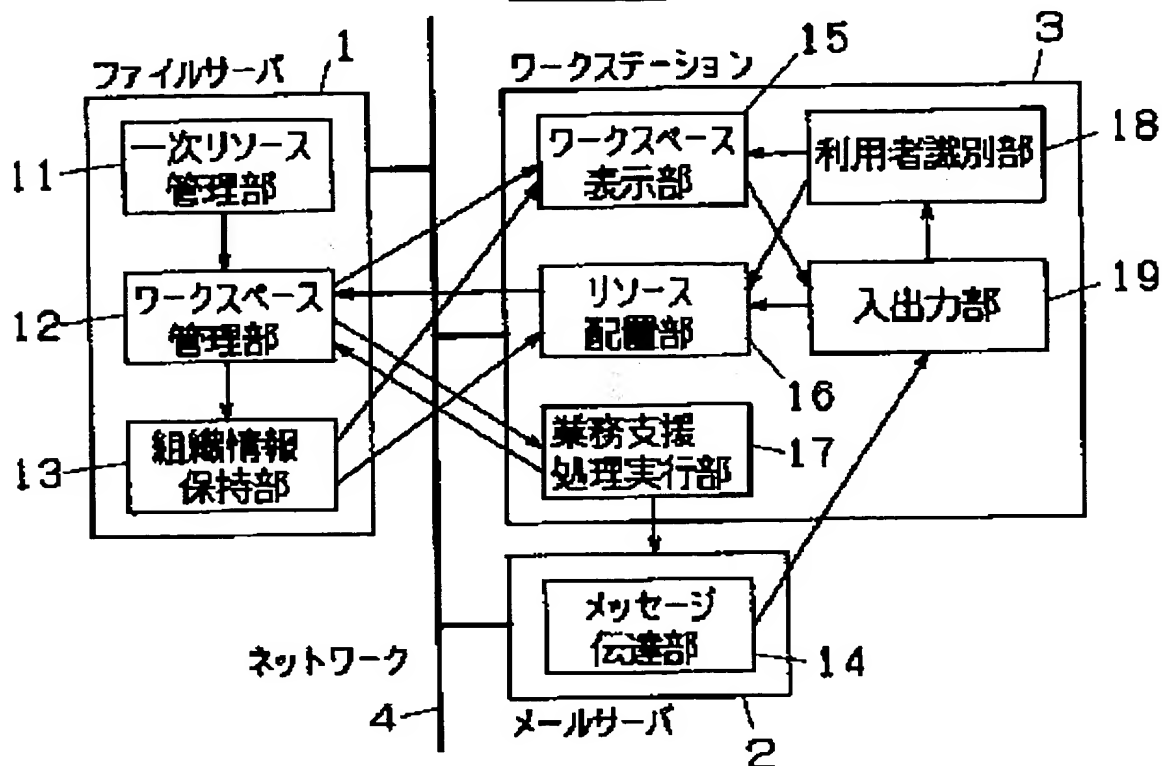 ファイルサーバ
1
一次リソース
管理部
11
ワークスペース
管理部
12
組織情報
保持部
13
ワークステーション
3
15
ワークスペース
表示部
利用者識別部
18
リソース
配置部
16
入出力部
19
業務支援
処理実行部
17
メッセージ
伝達部
14
ネットワーク
4
メールサーバ
2